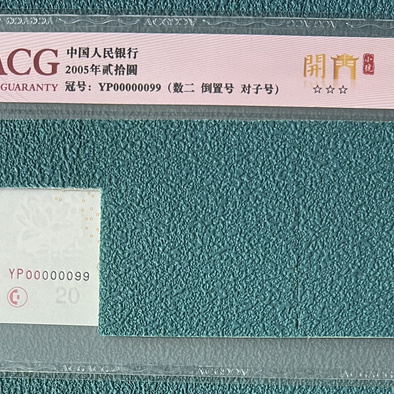 ACG
GUARANTY
中国人民银行
2005年贰拾圆
冠号：YP00000099（数二 倒置号 对子号）
開門
☆☆☆
YP00000099
20